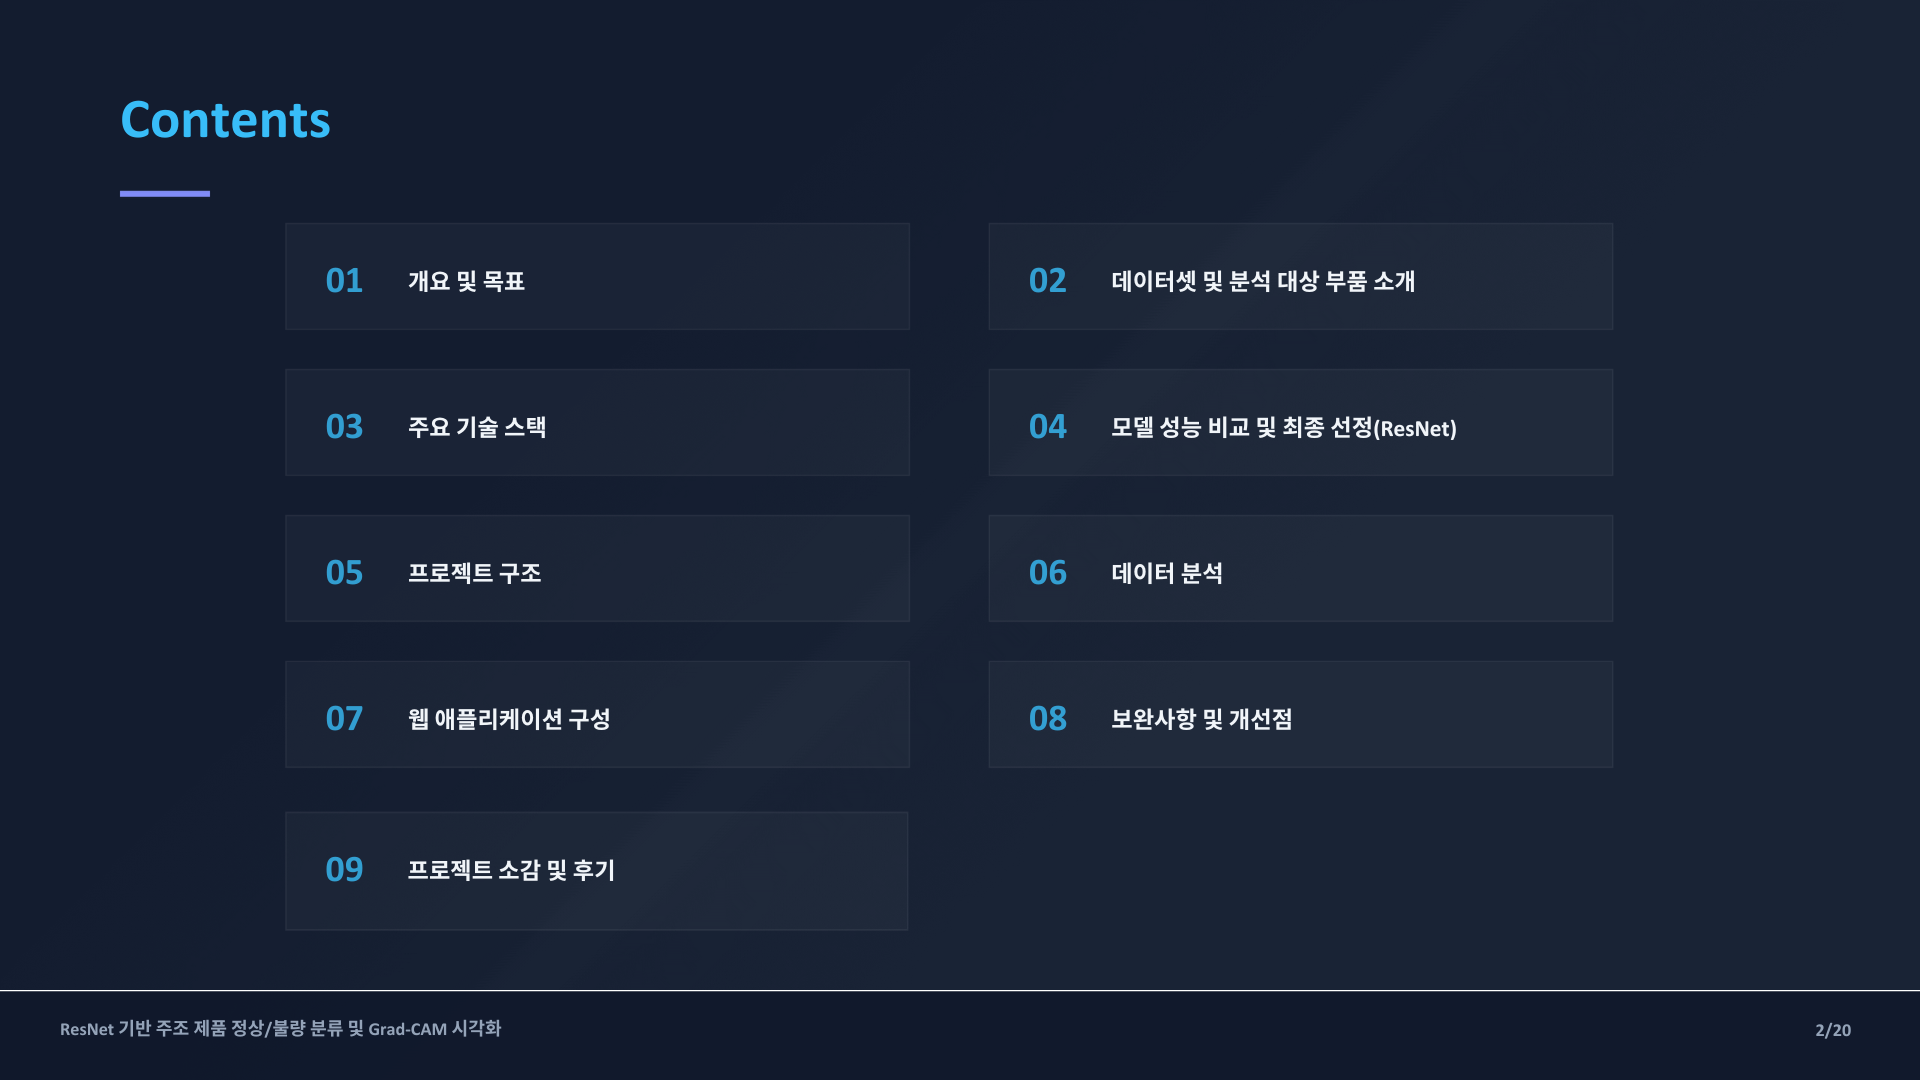 Contents
01 개요 및 목표
02 데이터셋 및 분석 대상 부품 소개
03 주요 기술 스택
04 모델 성능 비교 및 최종 선정(ResNet)
05 프로젝트 구조
06 데이터 분석
07 웹 애플리케이션 구성
08 보완사항 및 개선점
09 프로젝트 소감 및 후기
ResNet 기반 주조 제품 정상/불량 분류 및 Grad-CAM 시각화
2/20